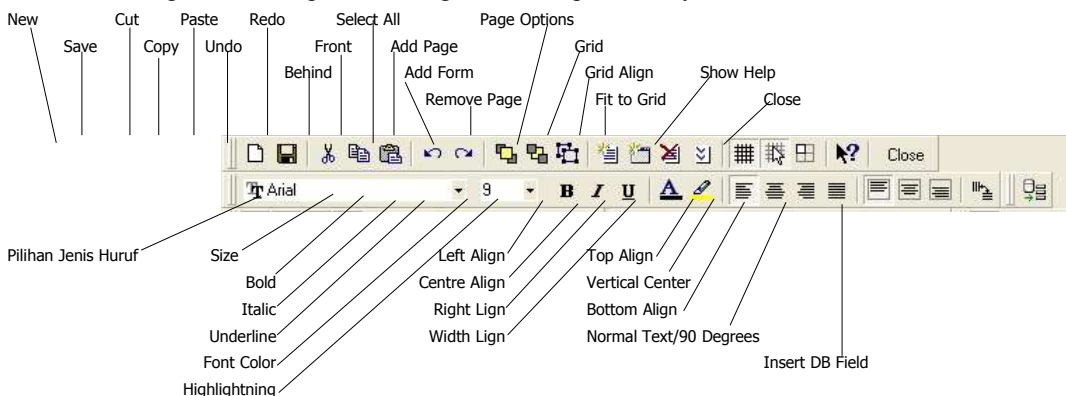 New Cut Paste Redo Select All Page Options
Save Copy Undo Front Add Page Grid
Behind Add Form Grid Align Show Help
Remove Page Fit to Grid Close
Close
Arial 9 B I U A
Pilihan Jenis Huruf Size Left Align Top Align
Bold Centre Align Vertical Center
Italic Right Lign Bottom Align
Underline Width Lign Normal Text/90 Degrees
Font Color Insert DB Field
Highlightning